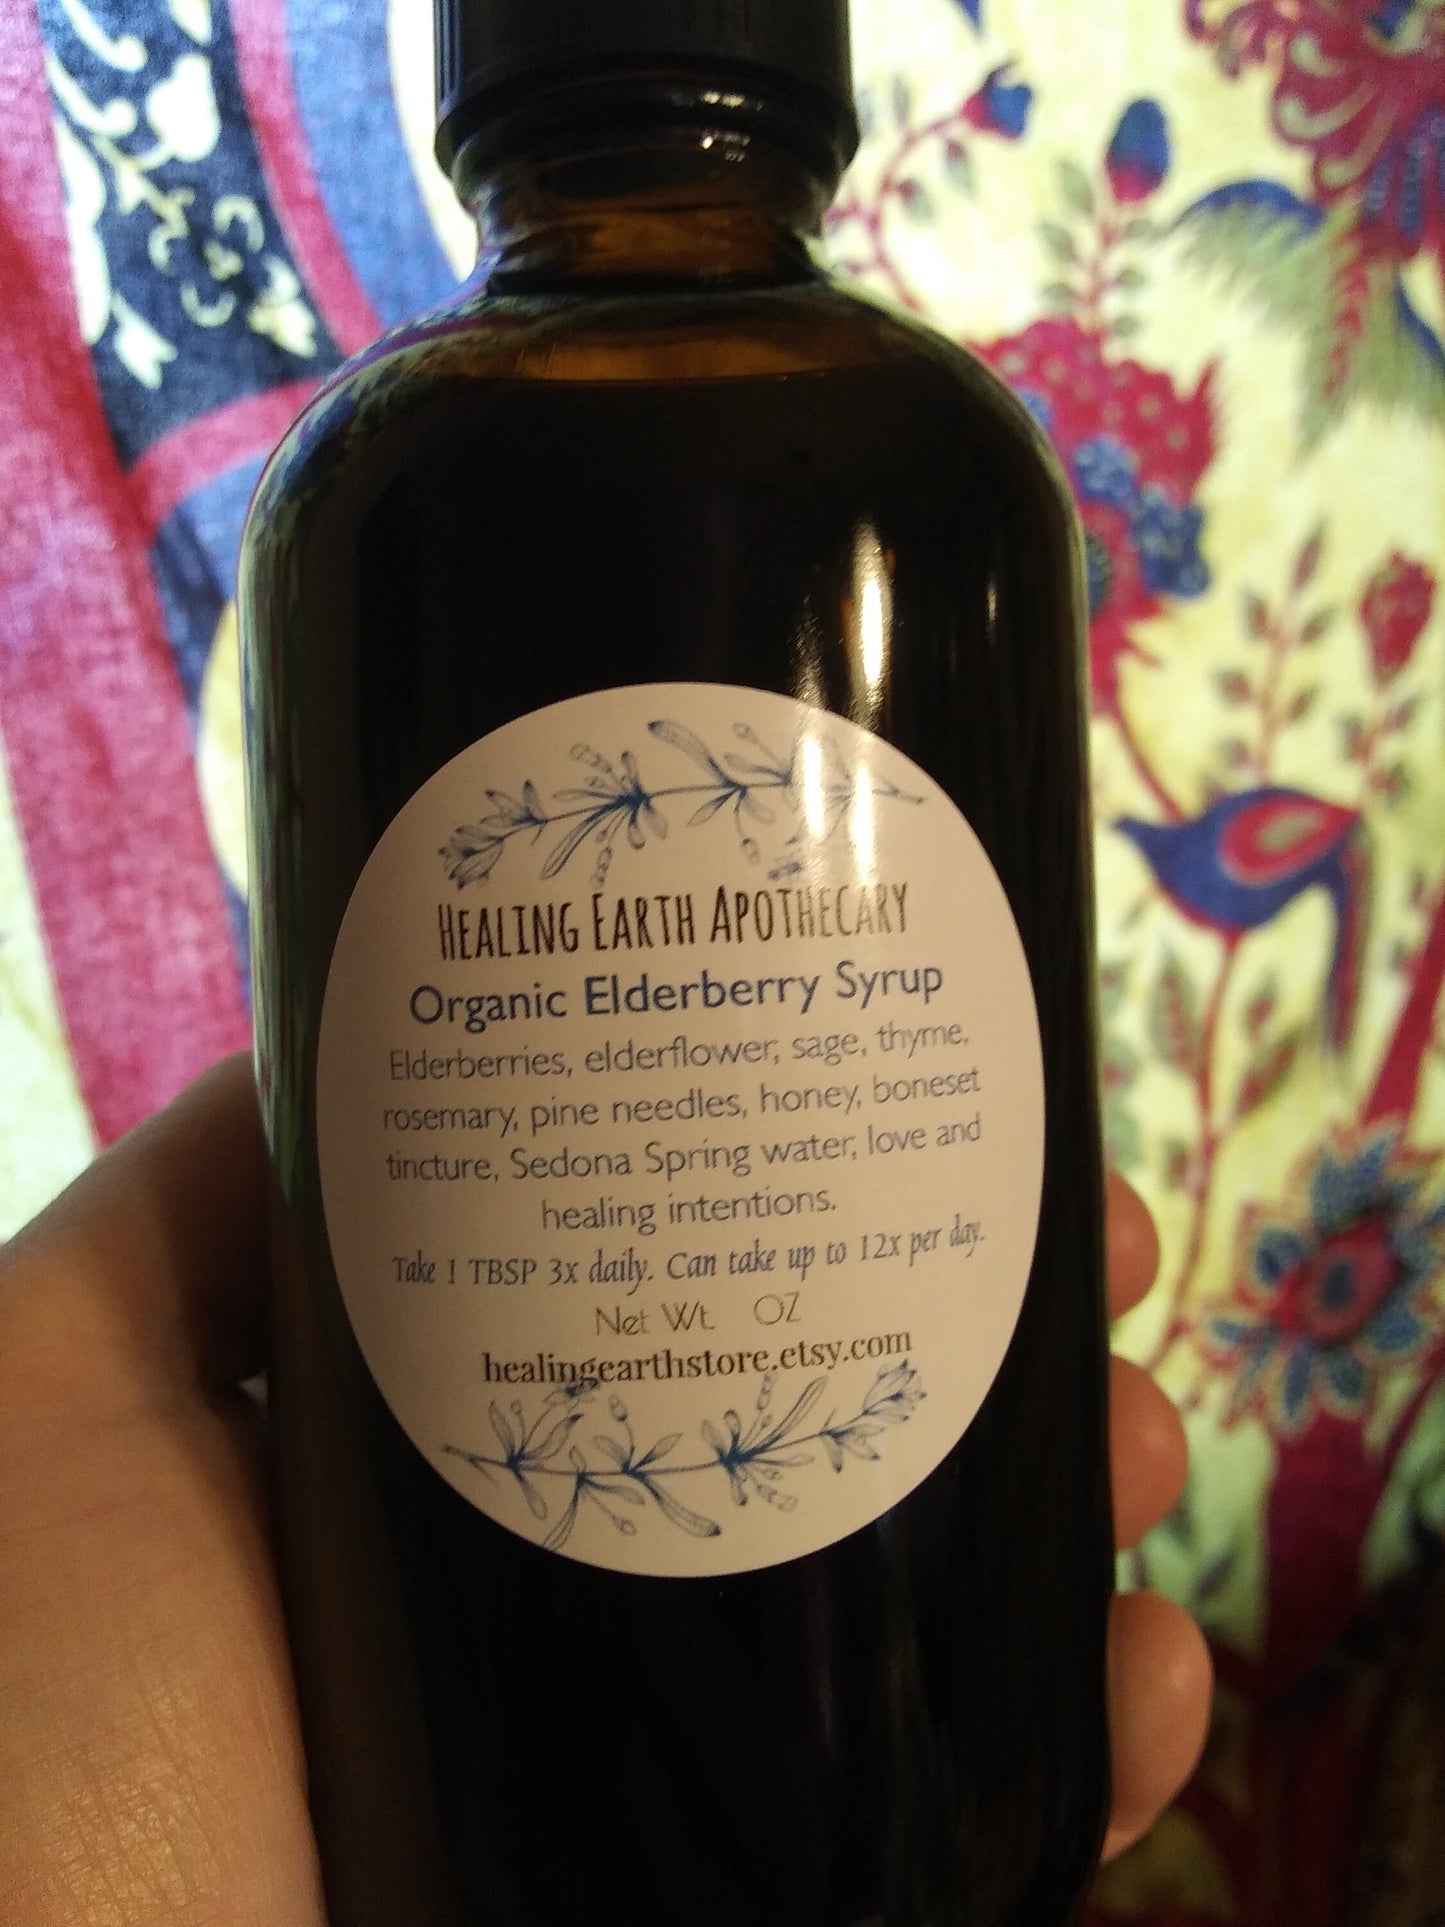 HEALING EARTH APOTHECARY
Organic Elderberry Syrup
Elderberries, elderflower, sage, thyme,
rosemary, pine needles, honey, boneset
tincture, Sedona Spring water, love and
healing intentions.
Take 1 TBSP 3x daily. Can take up to 12x per day.
Net Wt. OZ
healingearthstore.etsy.com